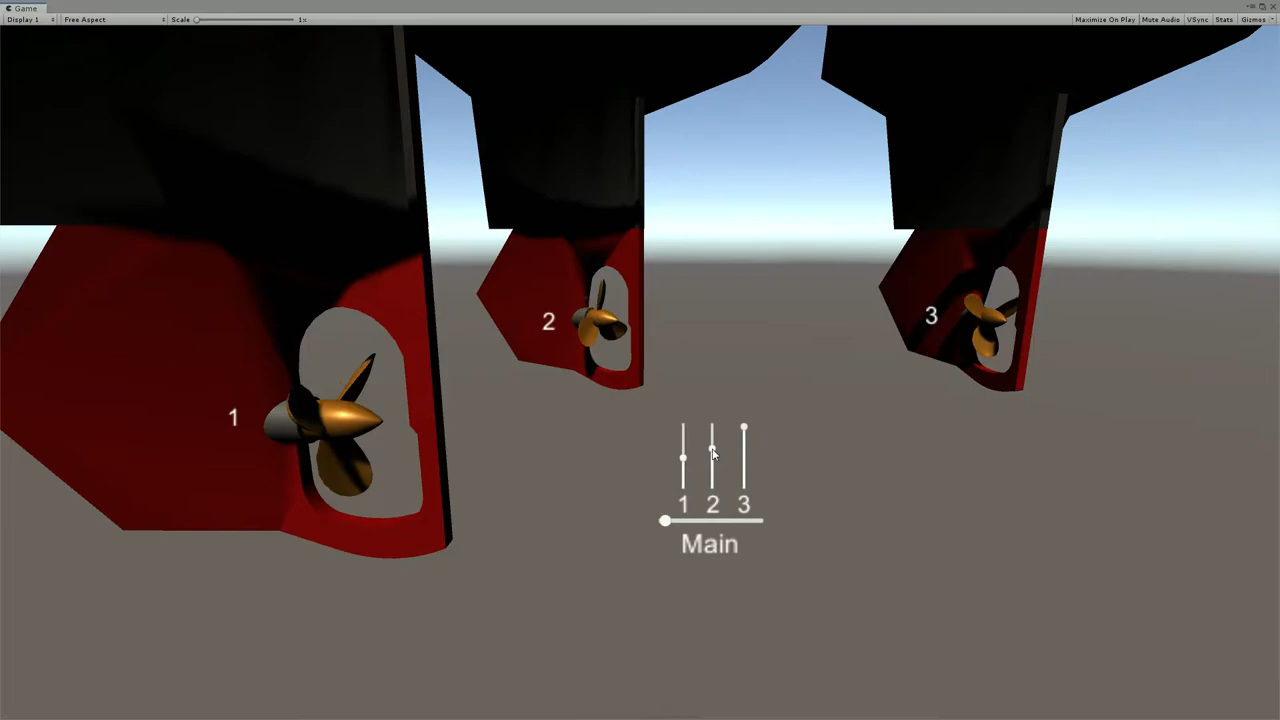 Game
Display 1
Free Aspect
Scale
1x
Maximize On Play
Mute Audio
VSync
Stats
Gizmos
1
2
3
1 2 3
Main